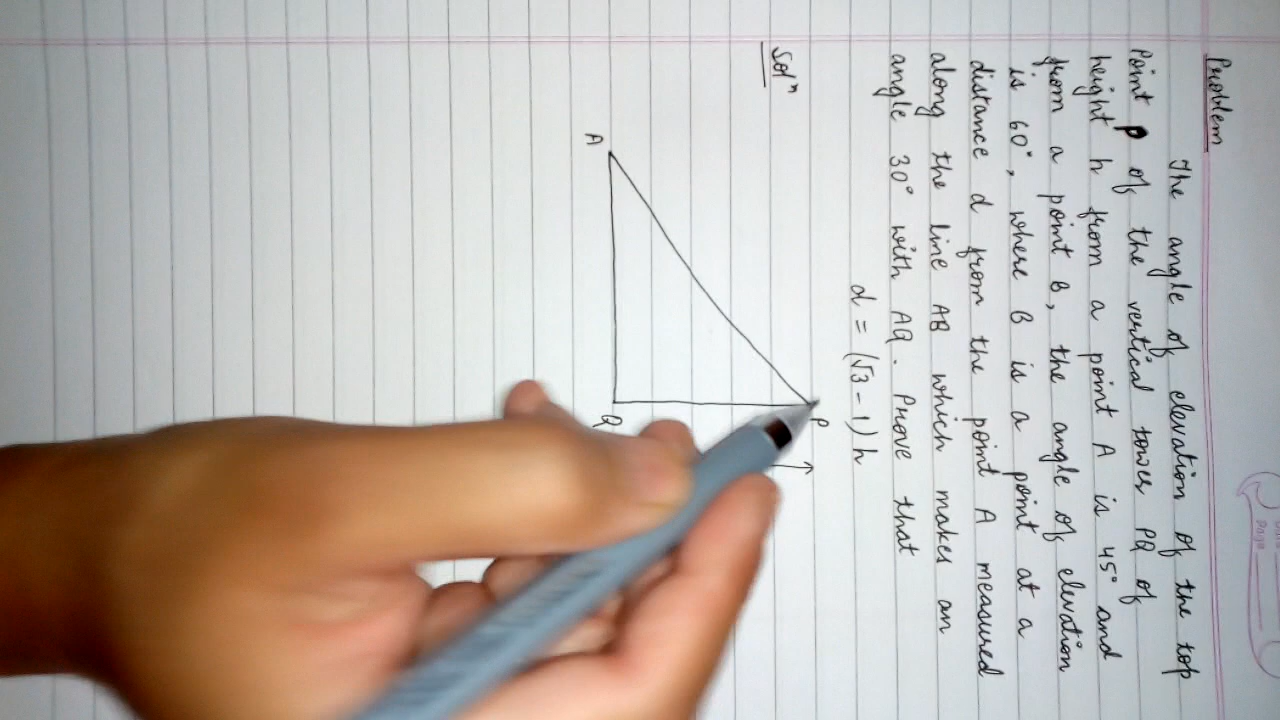 Page
Problem
The angle of elevation of the top
Point P of the vertical tower PQ of
height h from a point A is 45° and
from a point B, the angle of elevation
is 60°, where B is a point at a
distance d from the point A measured
along the line AB which makes an
angle 30° with AQ. Prove that
d = (√3 - 1) h
Solⁿ
P
A
Q